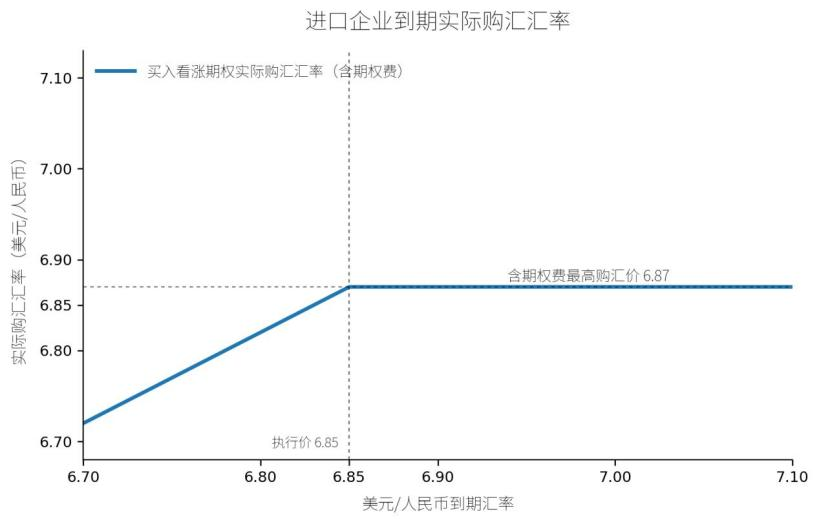 进口企业到期实际购汇汇率
买入看涨期权实际购汇汇率（含期权费）
实际购汇汇率（美元/人民币）
7.10
7.00
6.90
6.85
6.80
6.70
含期权费最高购汇价 6.87
执行价 6.85
6.70
6.80
6.85
6.90
7.00
7.10
美元/人民币到期汇率